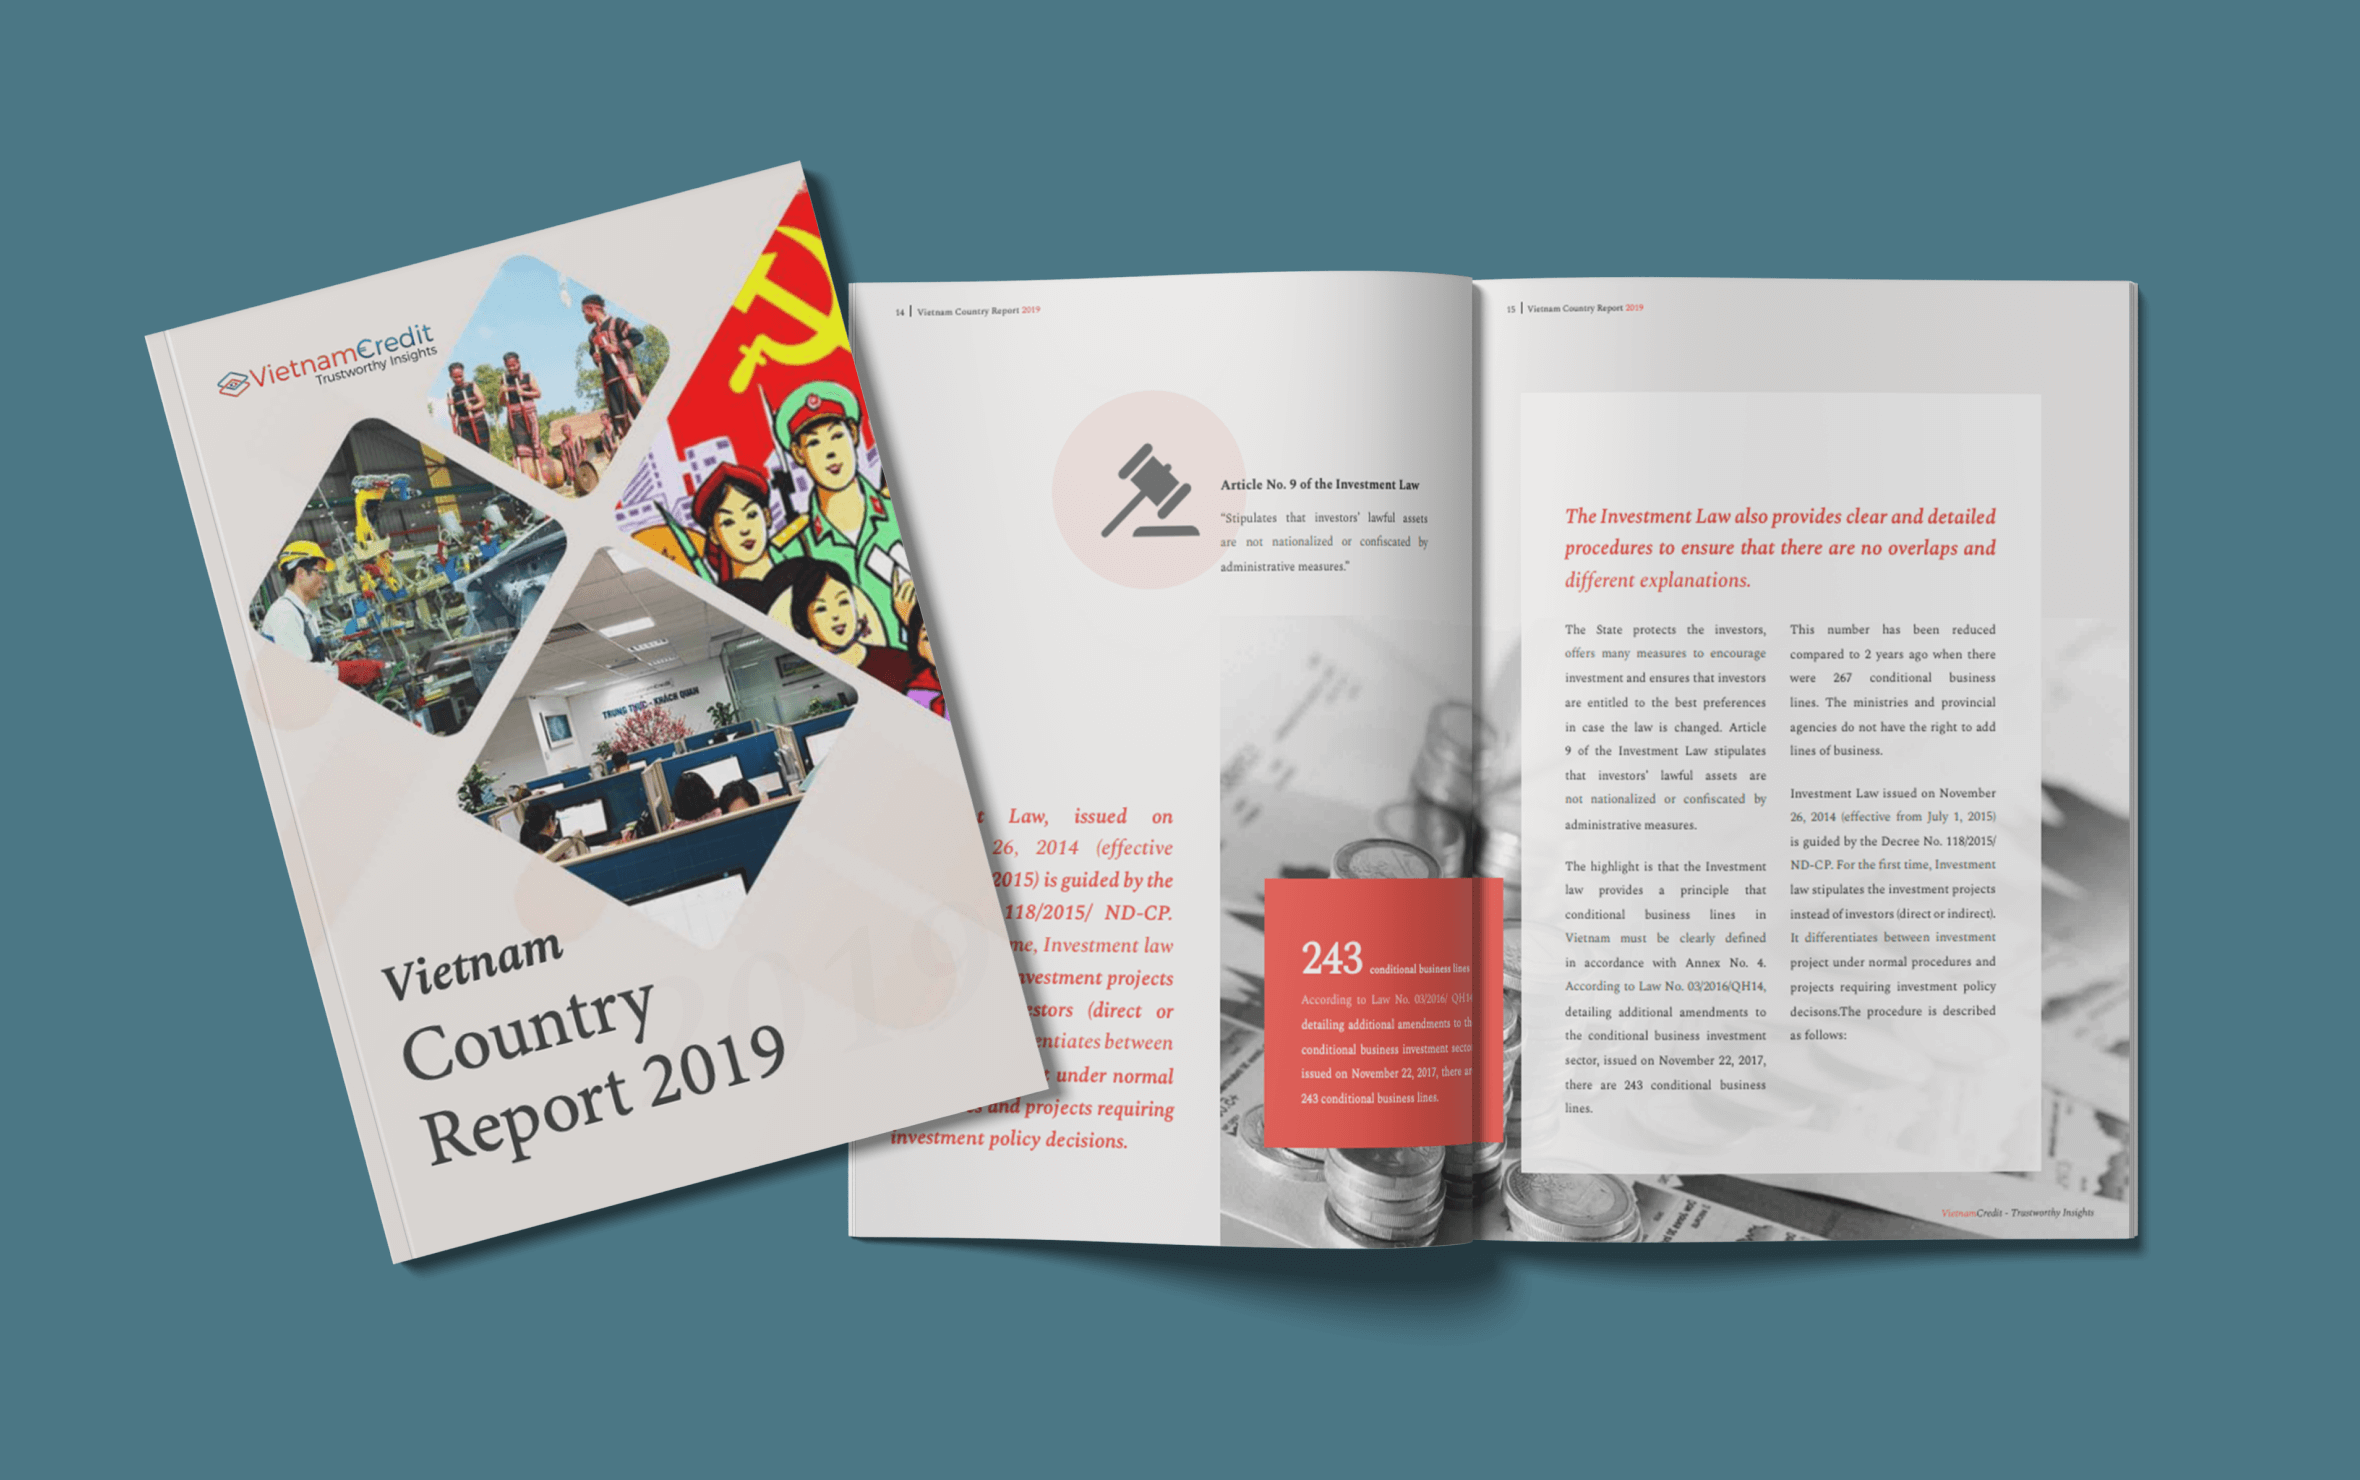 VietnamCredit
Trustworthy Insights
TRUNG THỰC - KHÁCH QUAN
Vietnam
Country
Report 2019
14 | Vietnam Country Report 2019
Article No. 9 of the Investment Law
“Stipulates that investors’ lawful assets
are not nationalized or confiscated by
administrative measures.”
Law, issued on
26, 2014 (effective
2015) is guided by the
118/2015/ ND-CP.
Investment law
investment projects
(direct or
between
under normal
and projects requiring
investment policy decisions.
243 conditional business lines
According to Law No. 03/2016/ QH14
detailing additional amendments to
conditional business investment
issued on November 22, 2017, there
243 conditional business lines.
15 | Vietnam Country Report 2019
The Investment Law also provides clear and detailed
procedures to ensure that there are no overlaps and
different explanations.
The State protects the investors,
offers many measures to encourage
investment and ensures that investors
are entitled to the best preferences
in case the law is changed. Article
9 of the Investment Law stipulates
that investors’ lawful assets are
not nationalized or confiscated by
administrative measures.
The highlight is that the Investment
law provides a principle that
conditional business lines in
Vietnam must be clearly defined
in accordance with Annex No. 4.
According to Law No. 03/2016/QH14,
detailing additional amendments to
the conditional business investment
sector, issued on November 22, 2017,
there are 243 conditional business
lines.
This number has been reduced
compared to 2 years ago when there
were 267 conditional business
lines. The ministries and provincial
agencies do not have the right to add
lines of business.
Investment Law issued on November
26, 2014 (effective from July 1, 2015)
is guided by the Decree No. 118/2015/
ND-CP. For the first time, Investment
law stipulates the investment projects
instead of investors (direct or indirect).
It differentiates between investment
project under normal procedures and
projects requiring investment policy
decisons.The procedure is described
as follows:
VietnamCredit - Trustworthy Insights